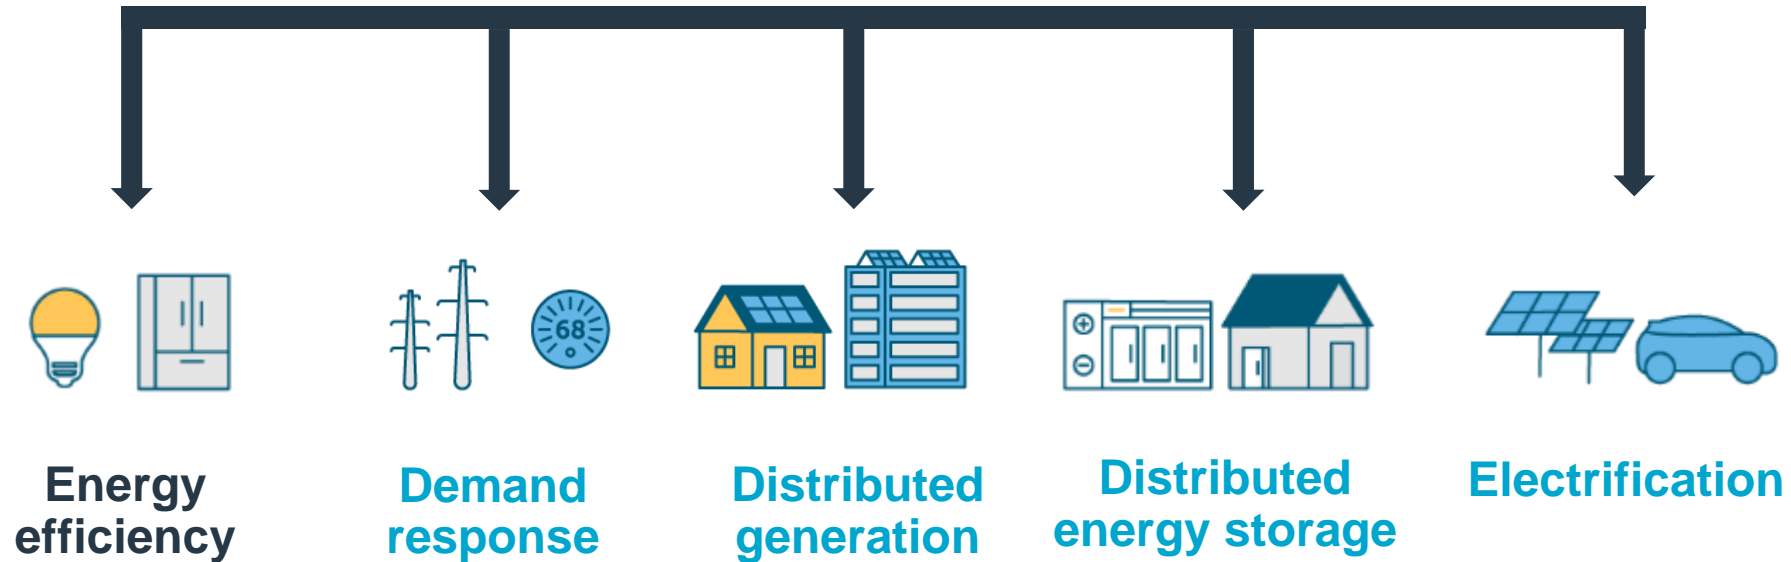 68
Energy
efficiency
Demand
response
Distributed
generation
Distributed
energy storage
Electrification